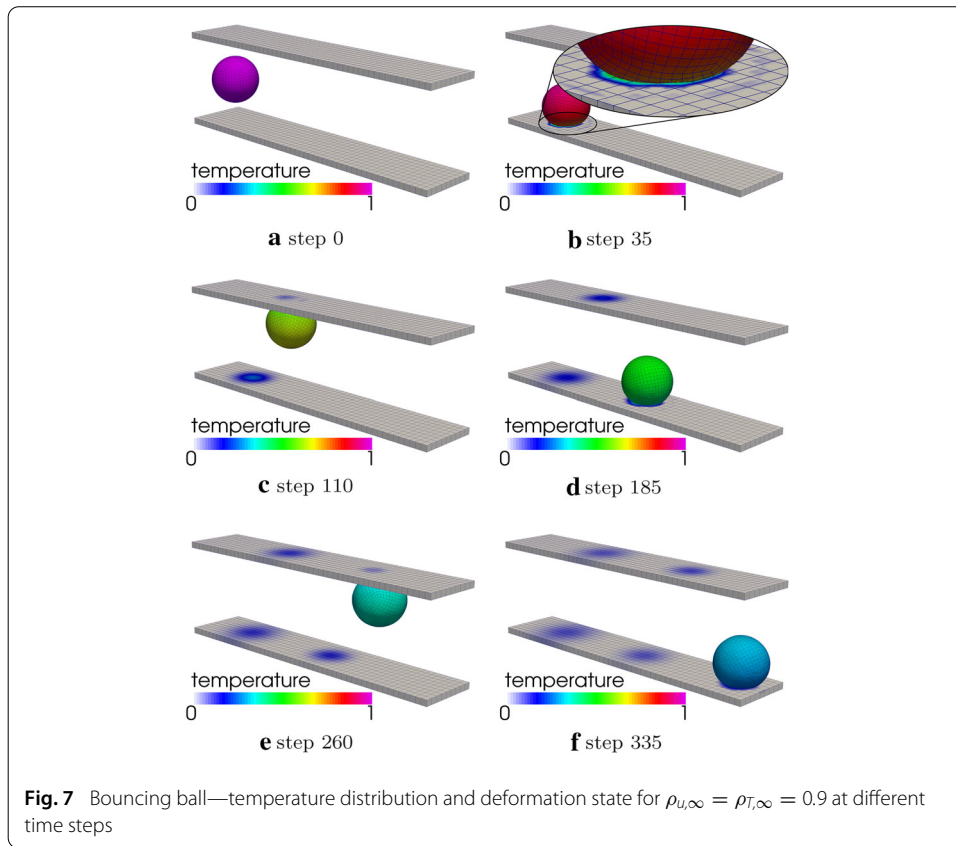 temperature
0 1
a step 0
temperature
0 1
b step 35
temperature
0 1
c step 110
temperature
0 1
d step 185
temperature
0 1
e step 260
temperature
0 1
f step 335
Fig. 7 Bouncing ball—temperature distribution and deformation state for ρu,∞ = ρT,∞ = 0.9 at different
time steps